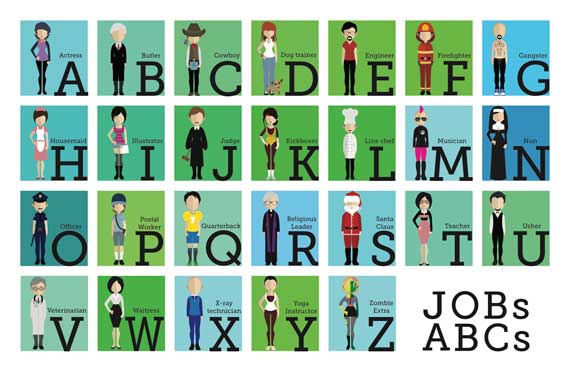 Actress
A
Butler
B
Cowboy
C
Dog trainer
D
Engineer
E
Firefighter
F
Gangster
G
Housemaid
H
Illustrator
I
Judge
J
Kickboxer
K
Line-chef
L
Musician
M
Nun
N
Officer
O
Postal
Worker
P
Quarterback
Q
Religious
Leader
R
Santa
Claus
S
Teacher
T
Usher
U
Veterinarian
V
Waitress
W
X-ray
technician
X
Yoga
Instructor
Y
Zombie
Extra
Z
JOBs
ABCs